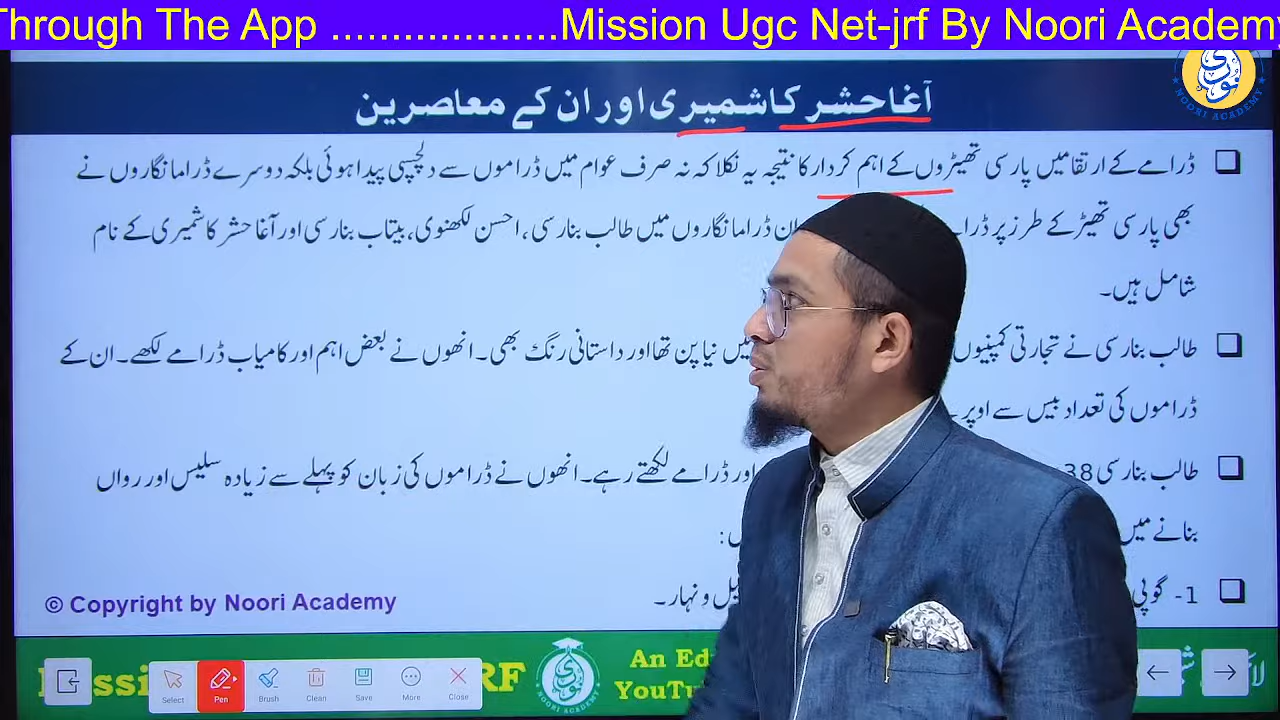 Through The App ...................Mission Ugc Net-jrf By Noori Academy
آغا حشر کاشمیری اور ان کے معاصرین
ڈرامے کے ارتقا میں پارسی تھیٹروں کے اہم کردار کا نتیجہ یہ نکلا کہ نہ صرف عوام میں ڈراموں سے دلچسپی پیدا ہوئی بلکہ دوسرے ڈراما نگاروں نے
بھی پارسی تھیٹر کے طرز پر ان ڈراما نگاروں میں طالب بنارسی، احسن لکھنوی، بیتاب بنارسی اور آغا حشر کاشمیری کے نام
شامل ہیں۔
طالب بنارسی نے تجارتی کمپنیوں میں نیا پن تھا اور داستانی رنگ بھی۔ انھوں نے بعض اہم اور کامیاب ڈرامے لکھے۔ ان کے
ڈراموں کی تعداد بیس سے اوپر
طالب بنارسی 38 اور ڈرامے لکھتے رہے۔ انھوں نے ڈراموں کی زبان کو پہلے سے زیادہ سلیس اور رواں
بنانے میں :
1- گوپی و نہار۔
© Copyright by Noori Academy
NOORI ACADEMY
An
YouTu
RF
Select Pen Brush Clean Save More Close